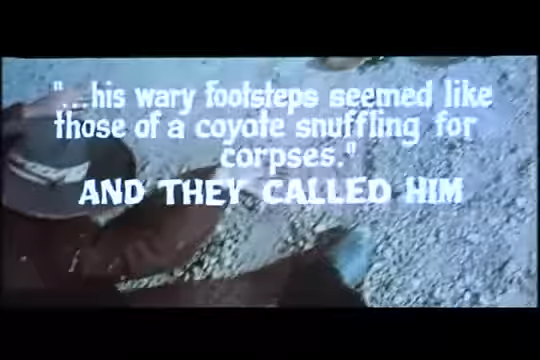 "...his wary footsteps seemed like
those of a coyote snuffling for
corpses."
AND THEY CALLED HIM